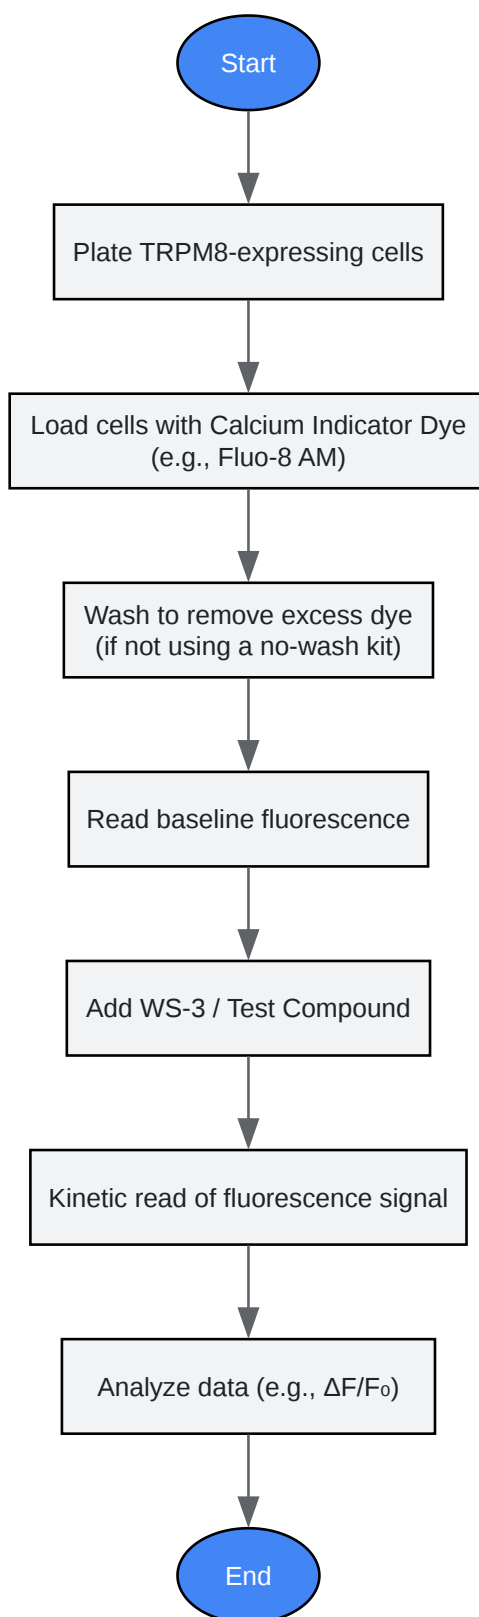 Start
Plate TRPM8-expressing cells
Load cells with Calcium Indicator Dye
(e.g., Fluo-8 AM)
Wash to remove excess dye
(if not using a no-wash kit)
Read baseline fluorescence
Add WS-3 / Test Compound
Kinetic read of fluorescence signal
Analyze data (e.g., ΔF/F₀)
End